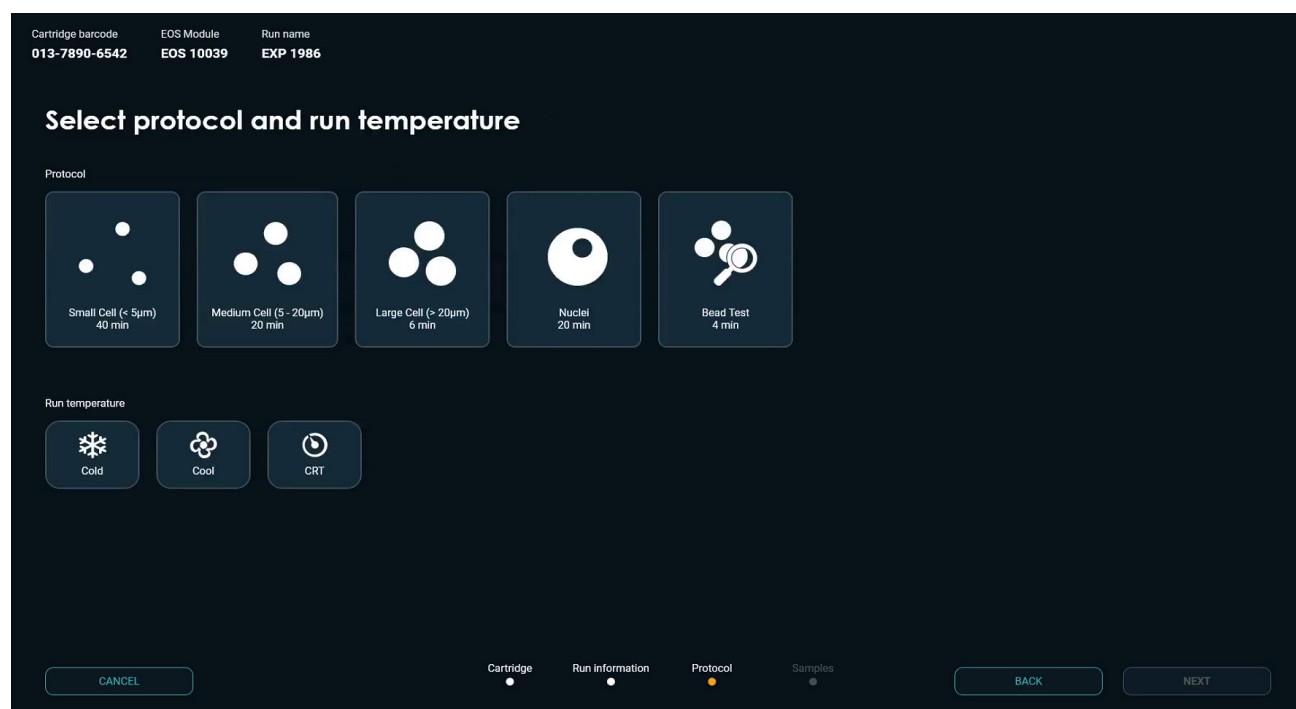 Cartridge barcode EOS Module Run name
013-7890-6542 EOS 10039 EXP 1986
Select protocol and run temperature
Protocol
Small Cell (< 5µm) Medium Cell (5 - 20µm) Large Cell (> 20µm) Nuclei Bead Test
40 min 20 min 6 min 20 min 4 min
Run temperature
Cold Cool CRT
Cartridge Run information Protocol Samples
CANCEL BACK NEXT